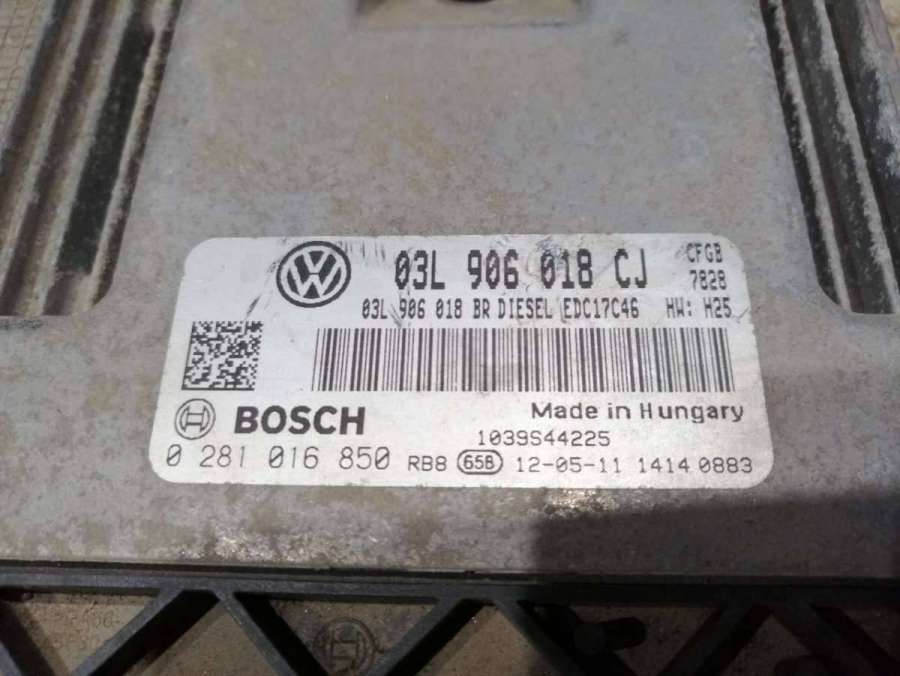 03L 906 018 CJ CFGB
7828
03L 906 018 BR DIESEL EDC17C46 HW: H25
BOSCH Made in Hungary
1039S44225
0 281 016 850 RB8 65B 12-05-11 1414 0883